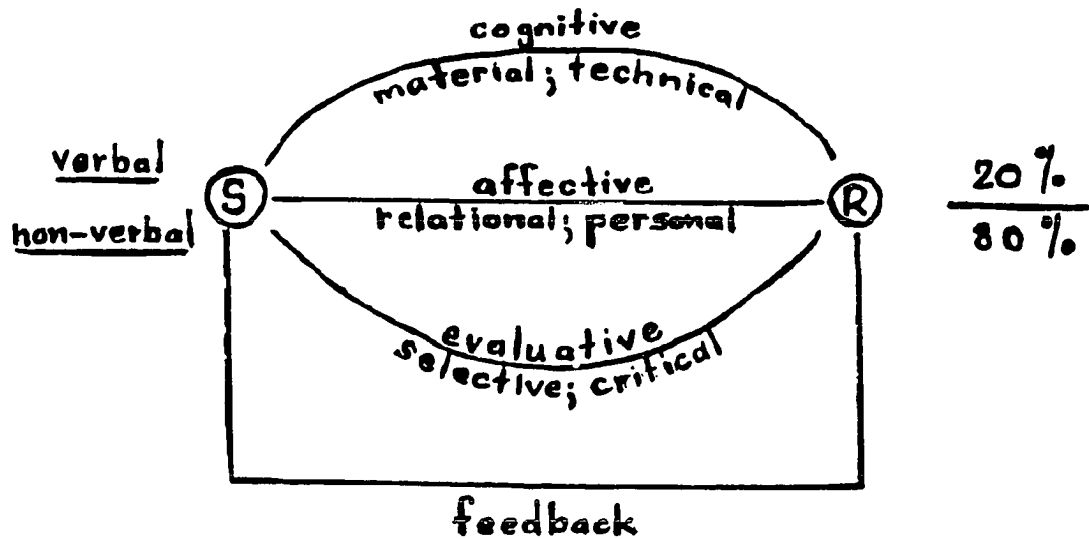 cognitive
material; technical
verbal
S
affective
R
20%
relational; personal
non-verbal
80%
evaluative
selective; critical
feedback